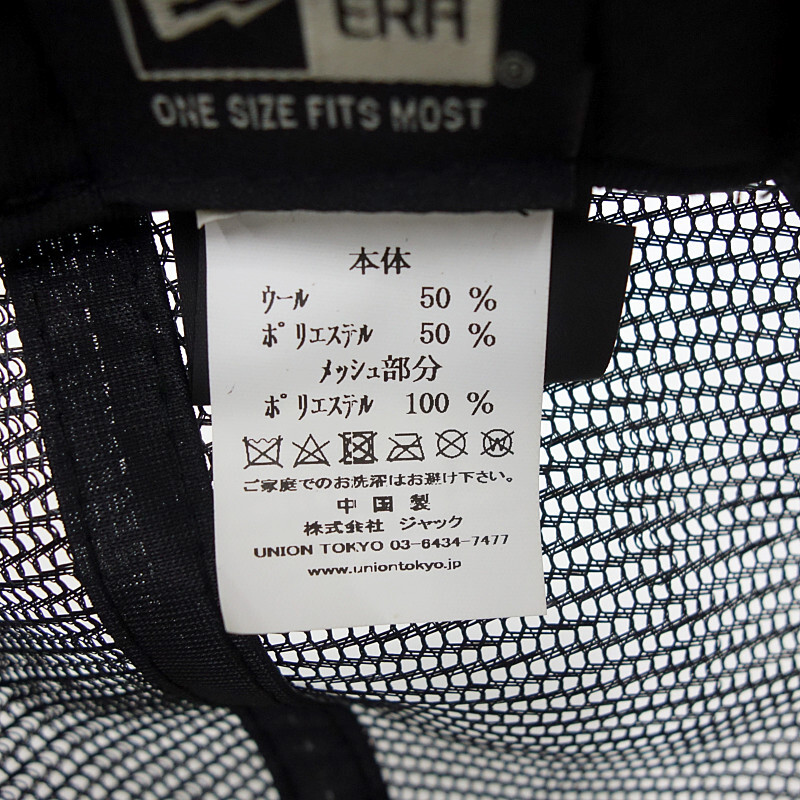 ERA
®
ONE SIZE FITS MOST
本体
ウール 50 %
ポリエステル 50 %
メッシュ部分
ポリエステル 100 %
W
ご家庭でのお洗濯はお避け下さい。
中国製
株式会社 ジャック
UNION TOKYO 03-6434-7477
www.uniontokyo.jp